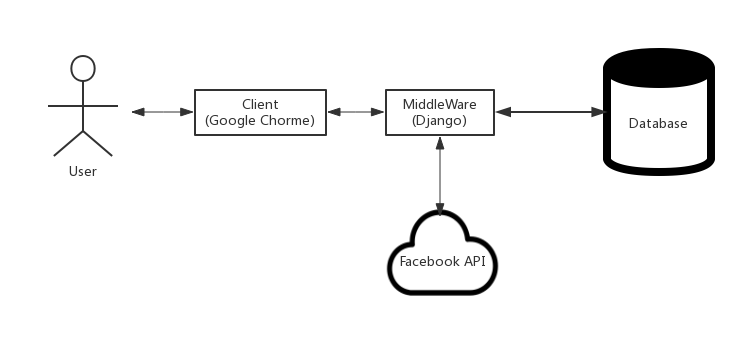 User
Client
(Google Chorme)
MiddleWare
(Django)
Database
Facebook API